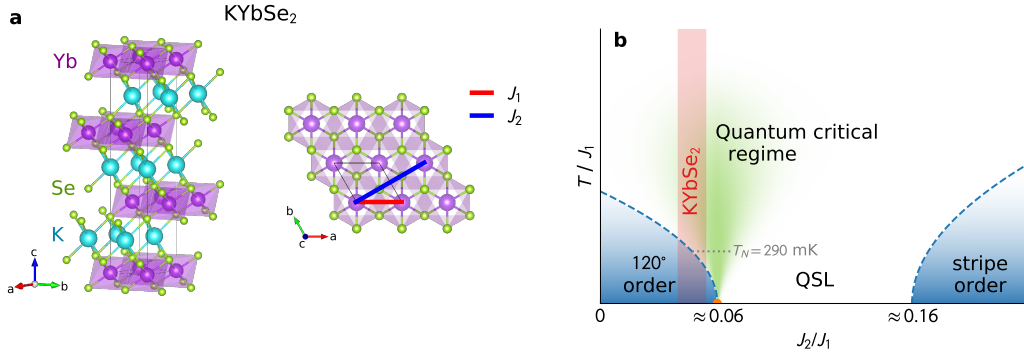 a
KYbSe₂
Yb
Se
K
c
a
b
J₁
J₂
b
c
a
b
T / J₁
KYbSe₂
Quantum critical
regime
T_N = 290 mK
120°
order
QSL
stripe
order
0
≈0.06
≈0.16
J₂/J₁